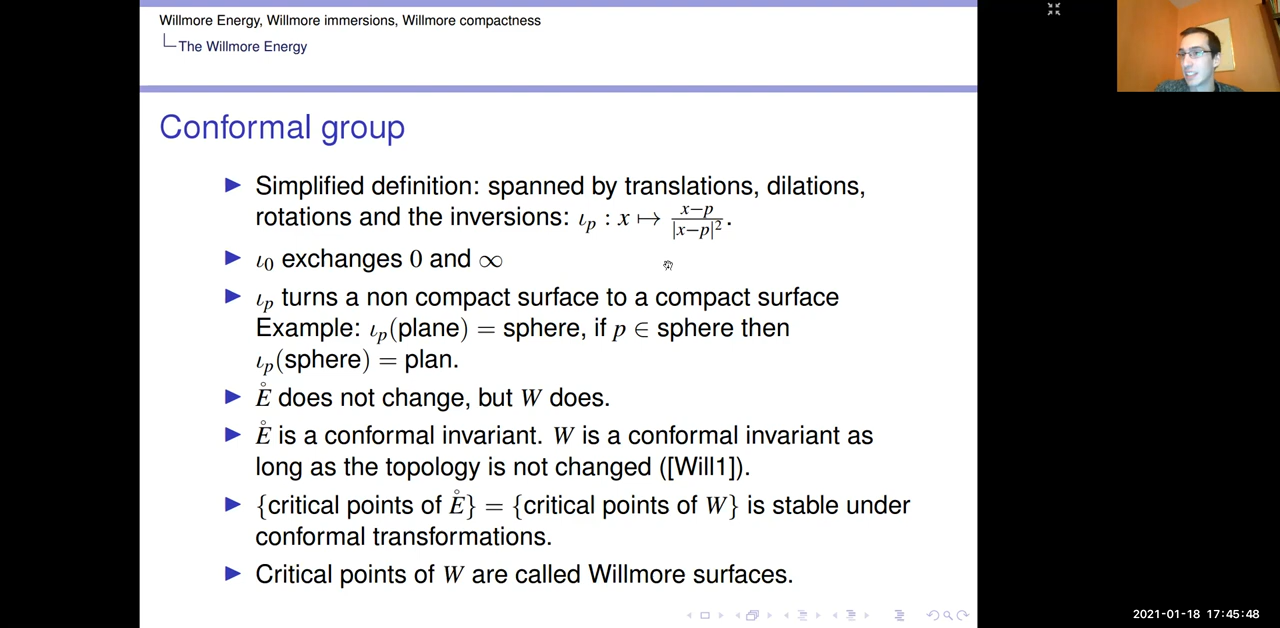 Willmore Energy, Willmore immersions, Willmore compactness
The Willmore Energy
Conformal group
Simplified definition: spanned by translations, dilations,
rotations and the inversions: ι_p : x ↦ \frac{x−p}{|x−p|^2}.
ι_0 exchanges 0 and ∞
ι_p turns a non compact surface to a compact surface
Example: ι_p(plane) = sphere, if p ∈ sphere then
ι_p(sphere) = plan.
E̊ does not change, but W does.
E̊ is a conformal invariant. W is a conformal invariant as
long as the topology is not changed ([Will1]).
{critical points of E̊} = {critical points of W} is stable under
conformal transformations.
Critical points of W are called Willmore surfaces.
2021-01-18 17:45:48